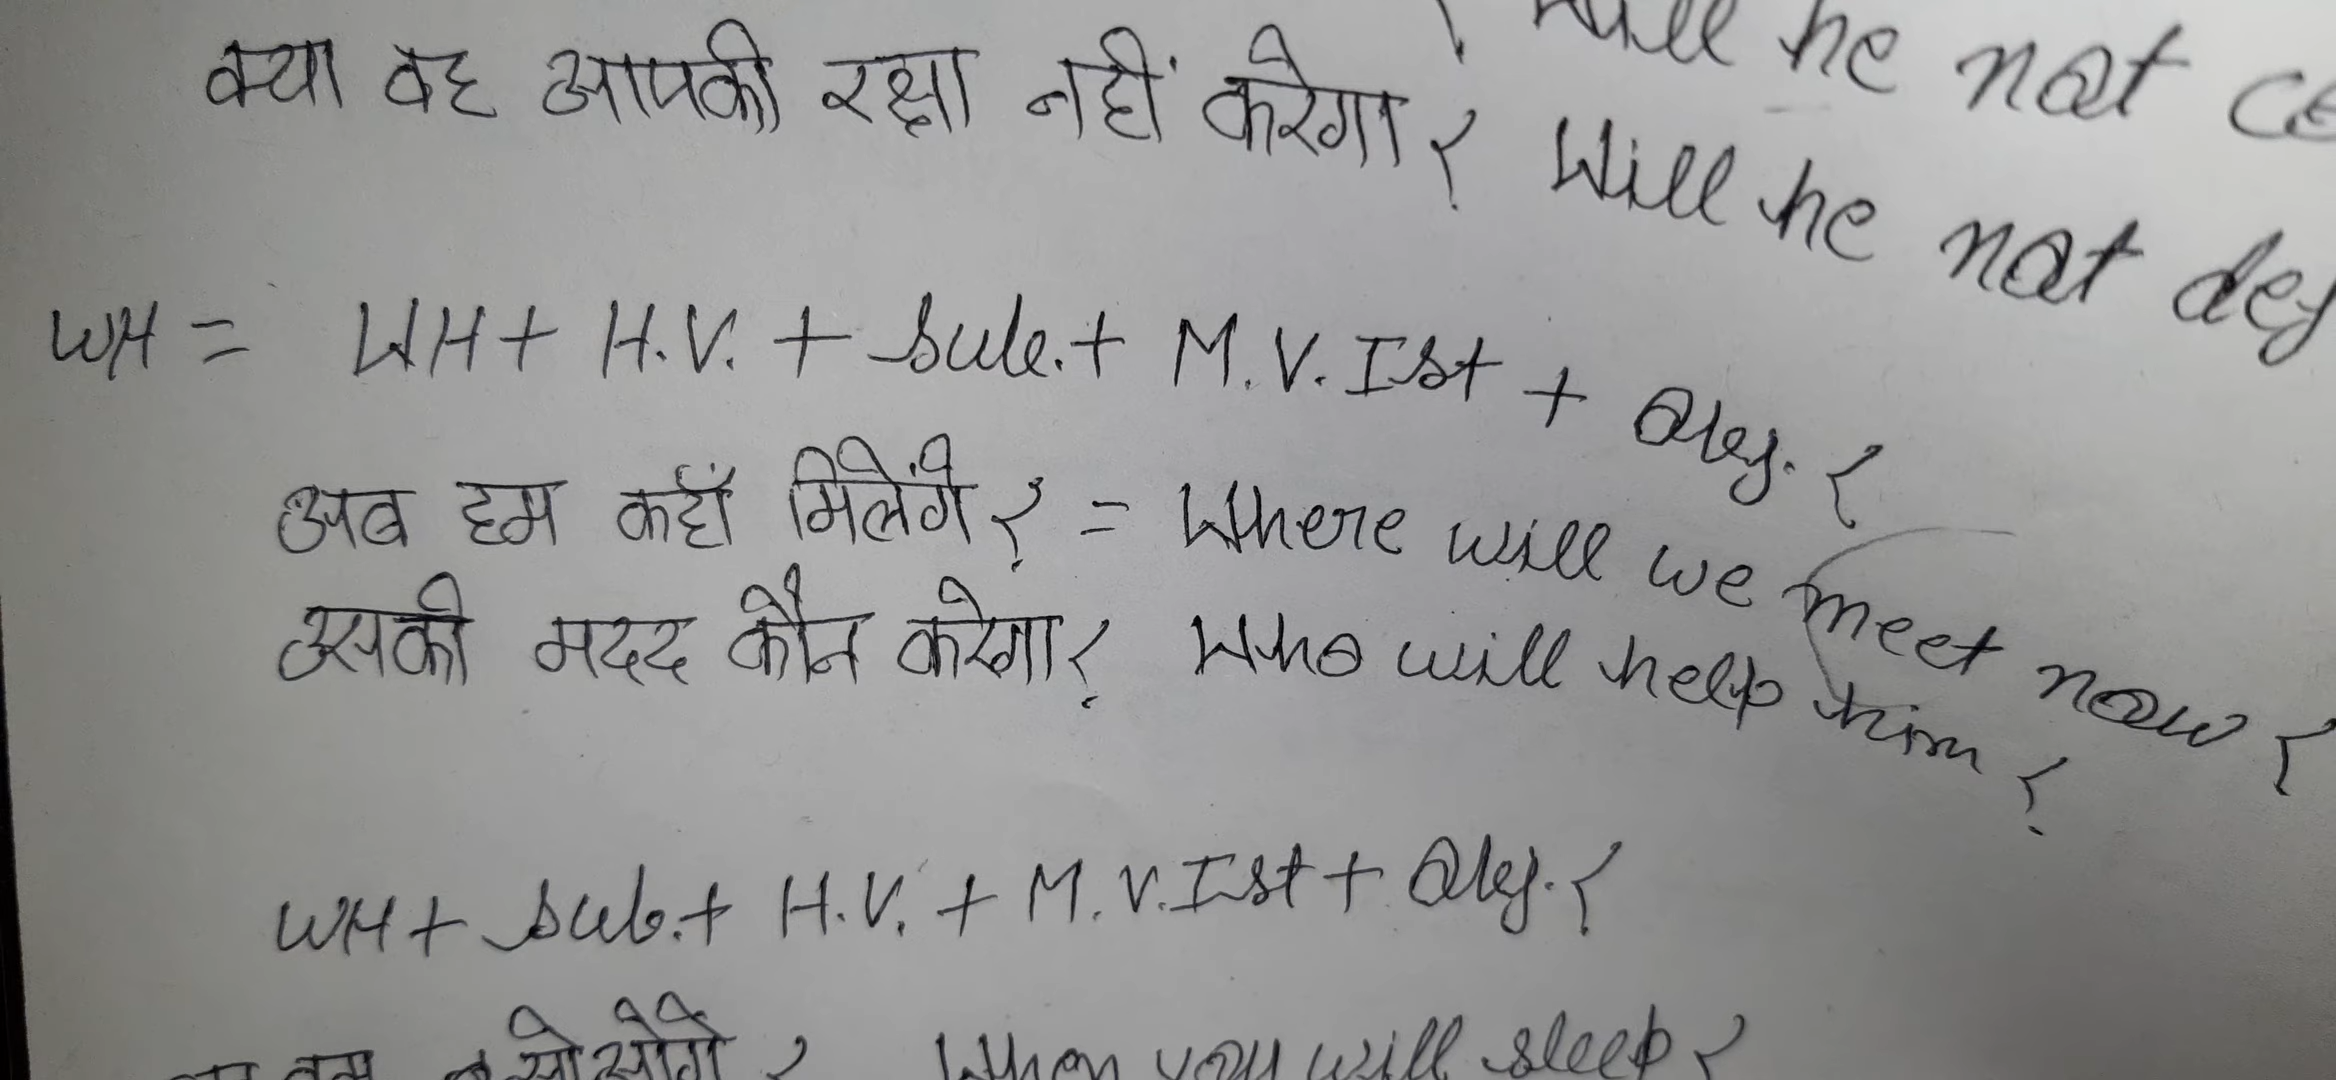 Will he not
क्या वह आपकी रक्षा नहीं करेगा? Will he not
WH = WH + H.V. + Sub. + M.V. Ist + Obj. ?
अब हम कहाँ मिलेंगे? = Where will we meet now?
उसकी मदद कौन करेगा? Who will help him?
WH + Sub. + H.V. + M.V. Ist + Obj. ?
तुम सोओगे? When you will sleep?